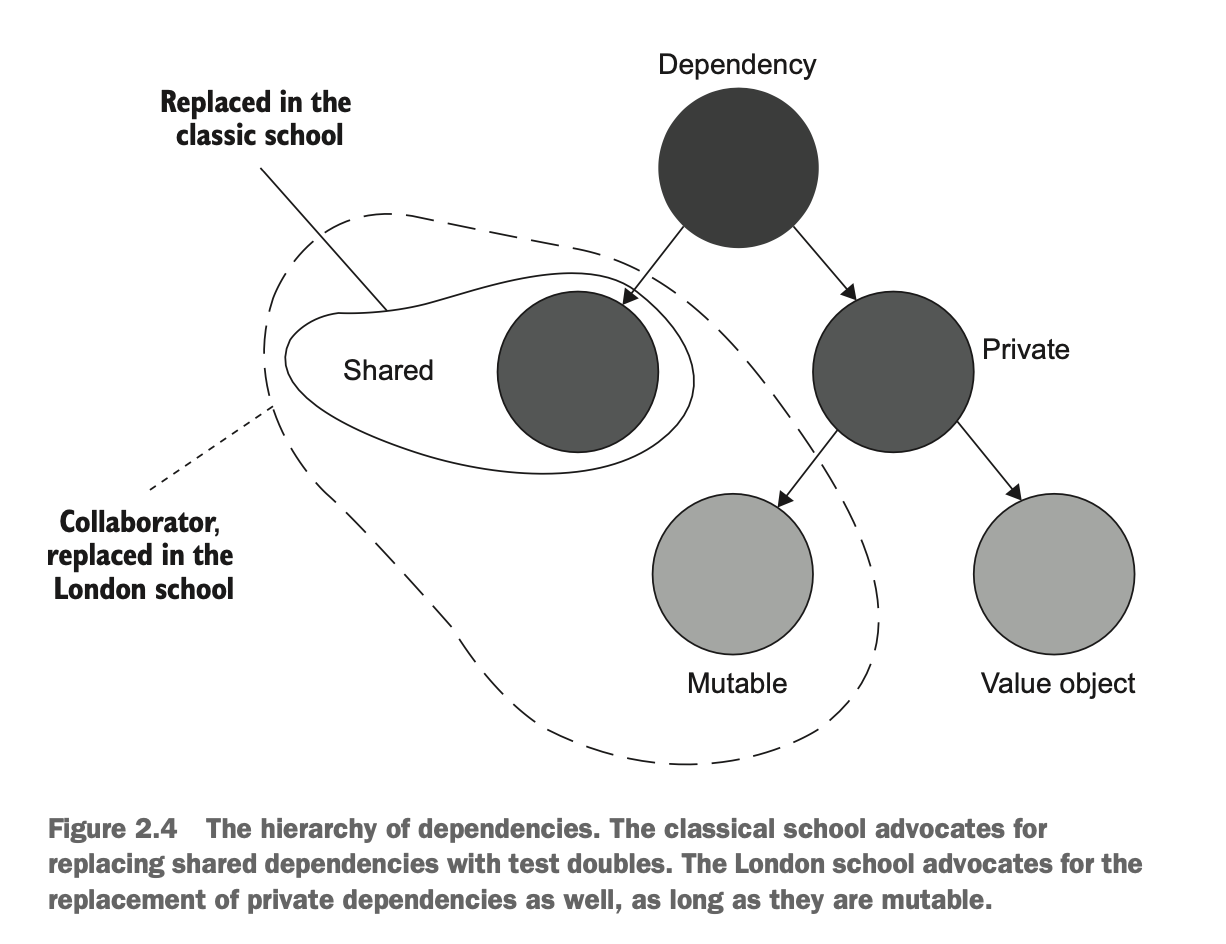 Dependency
Replaced in the
classic school
Shared
Private
Collaborator,
replaced in the
London school
Mutable
Value object
Figure 2.4 The hierarchy of dependencies. The classical school advocates for
replacing shared dependencies with test doubles. The London school advocates for the
replacement of private dependencies as well, as long as they are mutable.